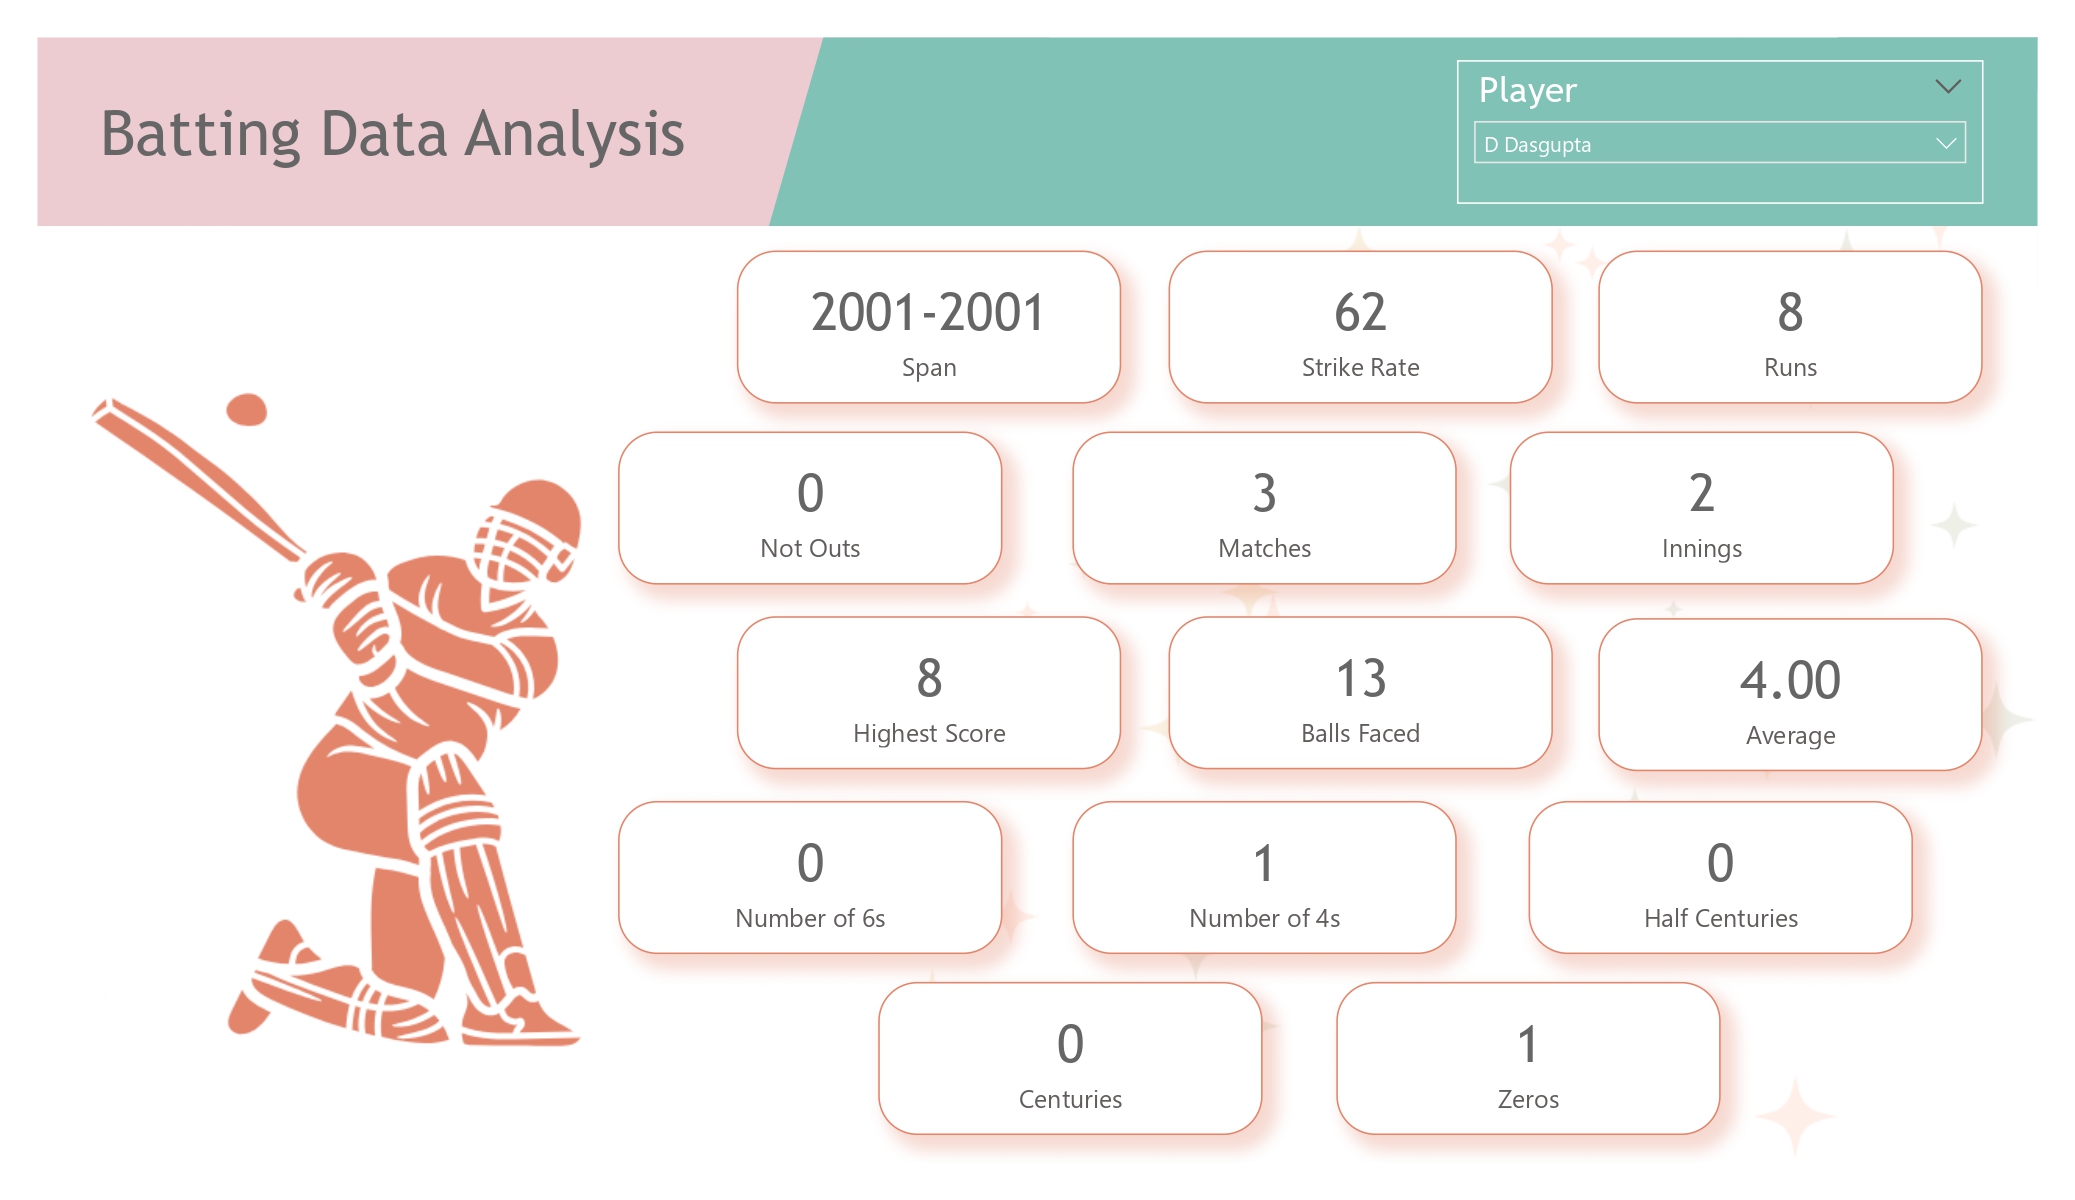 Batting Data Analysis
Player
D Dasgupta
2001-2001
Span
62
Strike Rate
8
Runs
0
Not Outs
3
Matches
2
Innings
8
Highest Score
13
Balls Faced
4.00
Average
0
Number of 6s
1
Number of 4s
0
Half Centuries
0
Centuries
1
Zeros